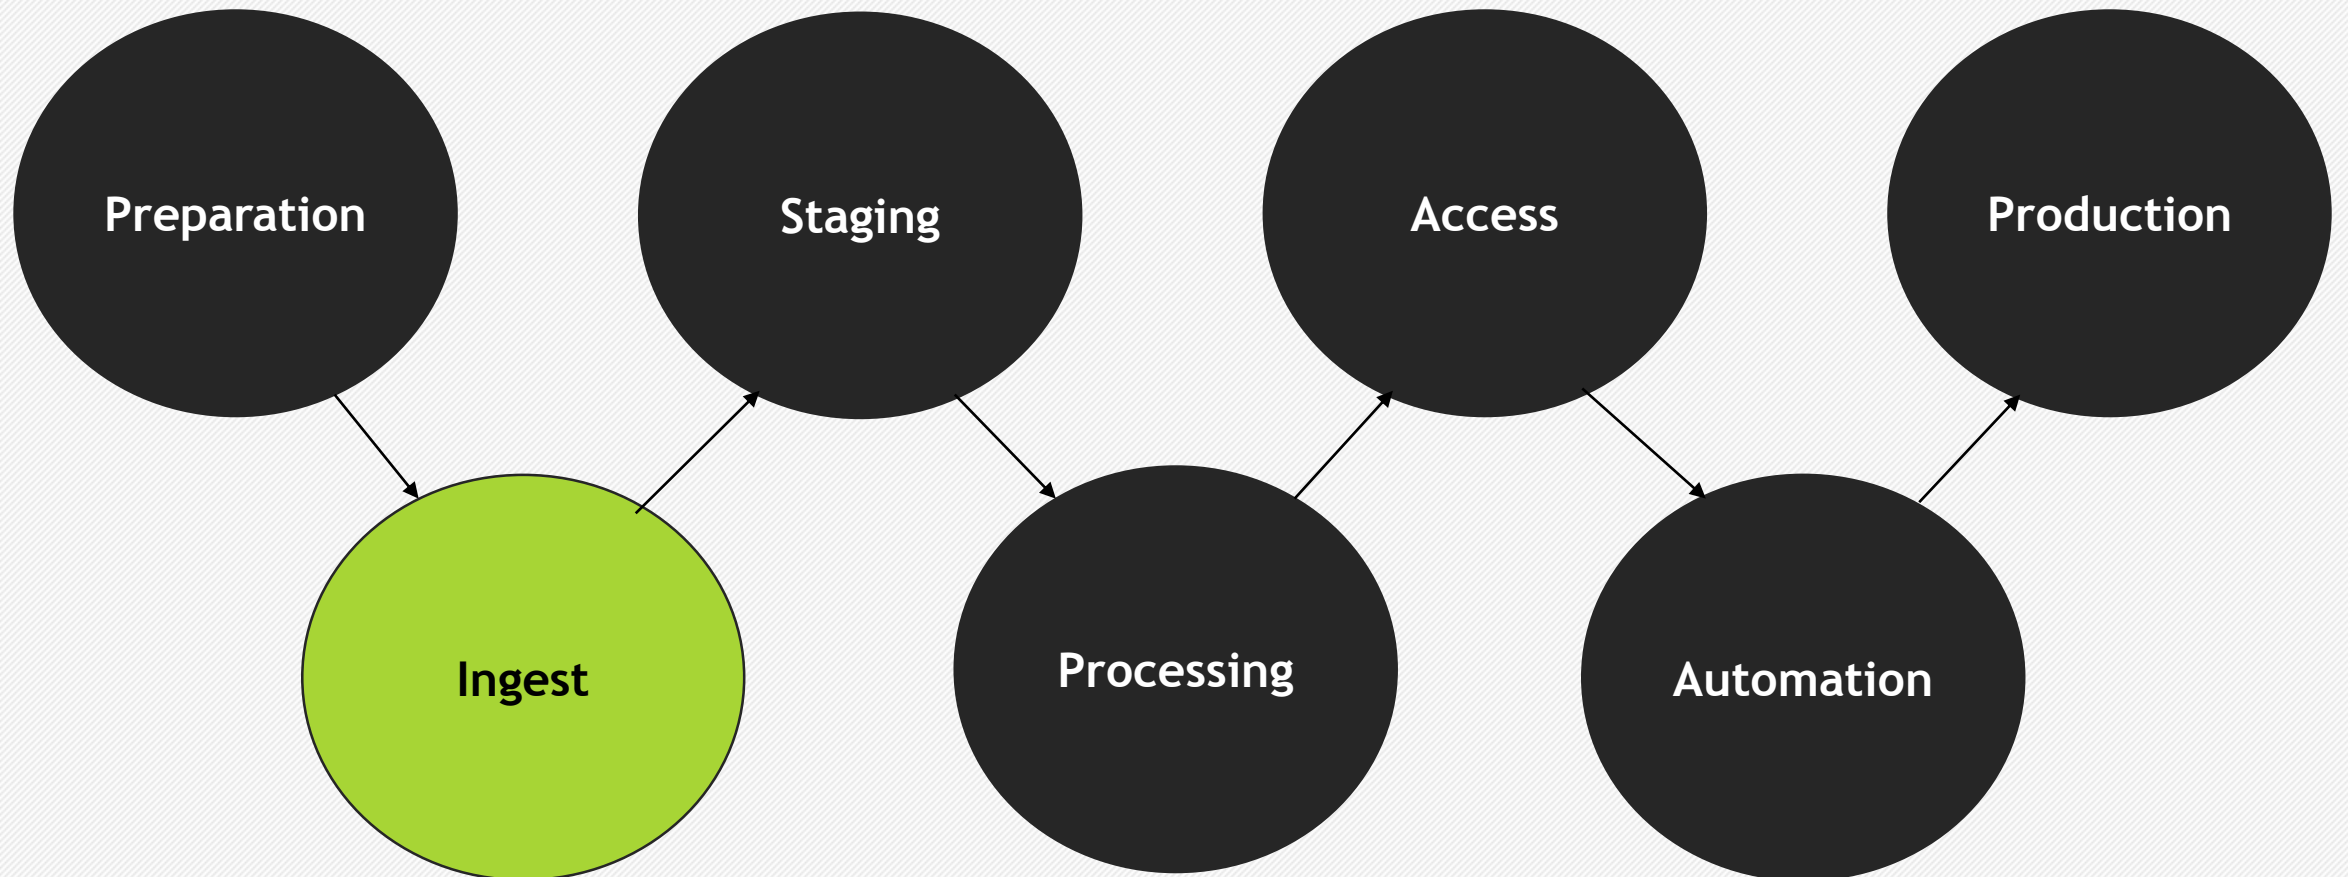 Preparation
Staging
Access
Production
Ingest
Processing
Automation